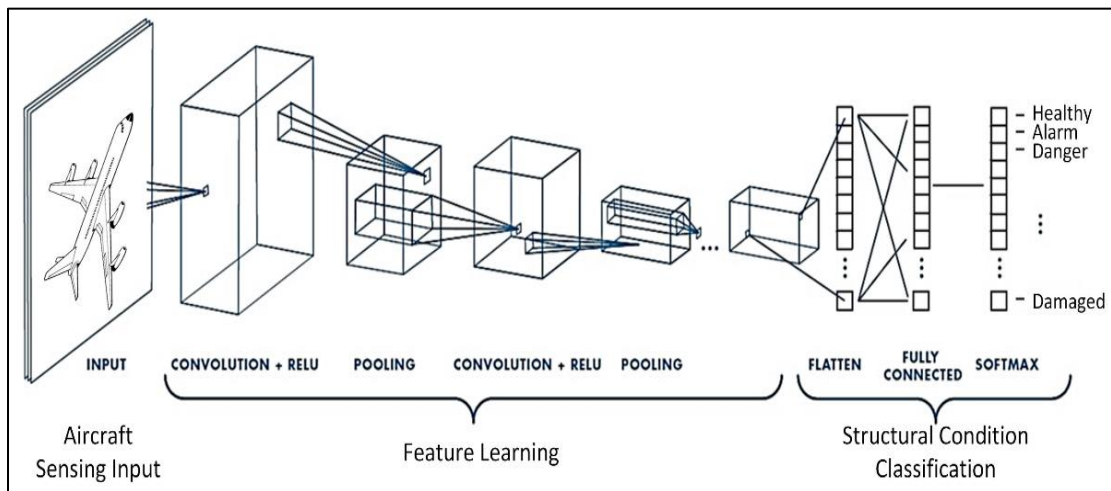 Healthy
Alarm
Danger
Damaged
INPUT
CONVOLUTION + RELU
POOLING
CONVOLUTION + RELU
POOLING
FLATTEN
FULLY
CONNECTED
SOFTMAX
Aircraft
Sensing Input
Feature Learning
Structural Condition
Classification